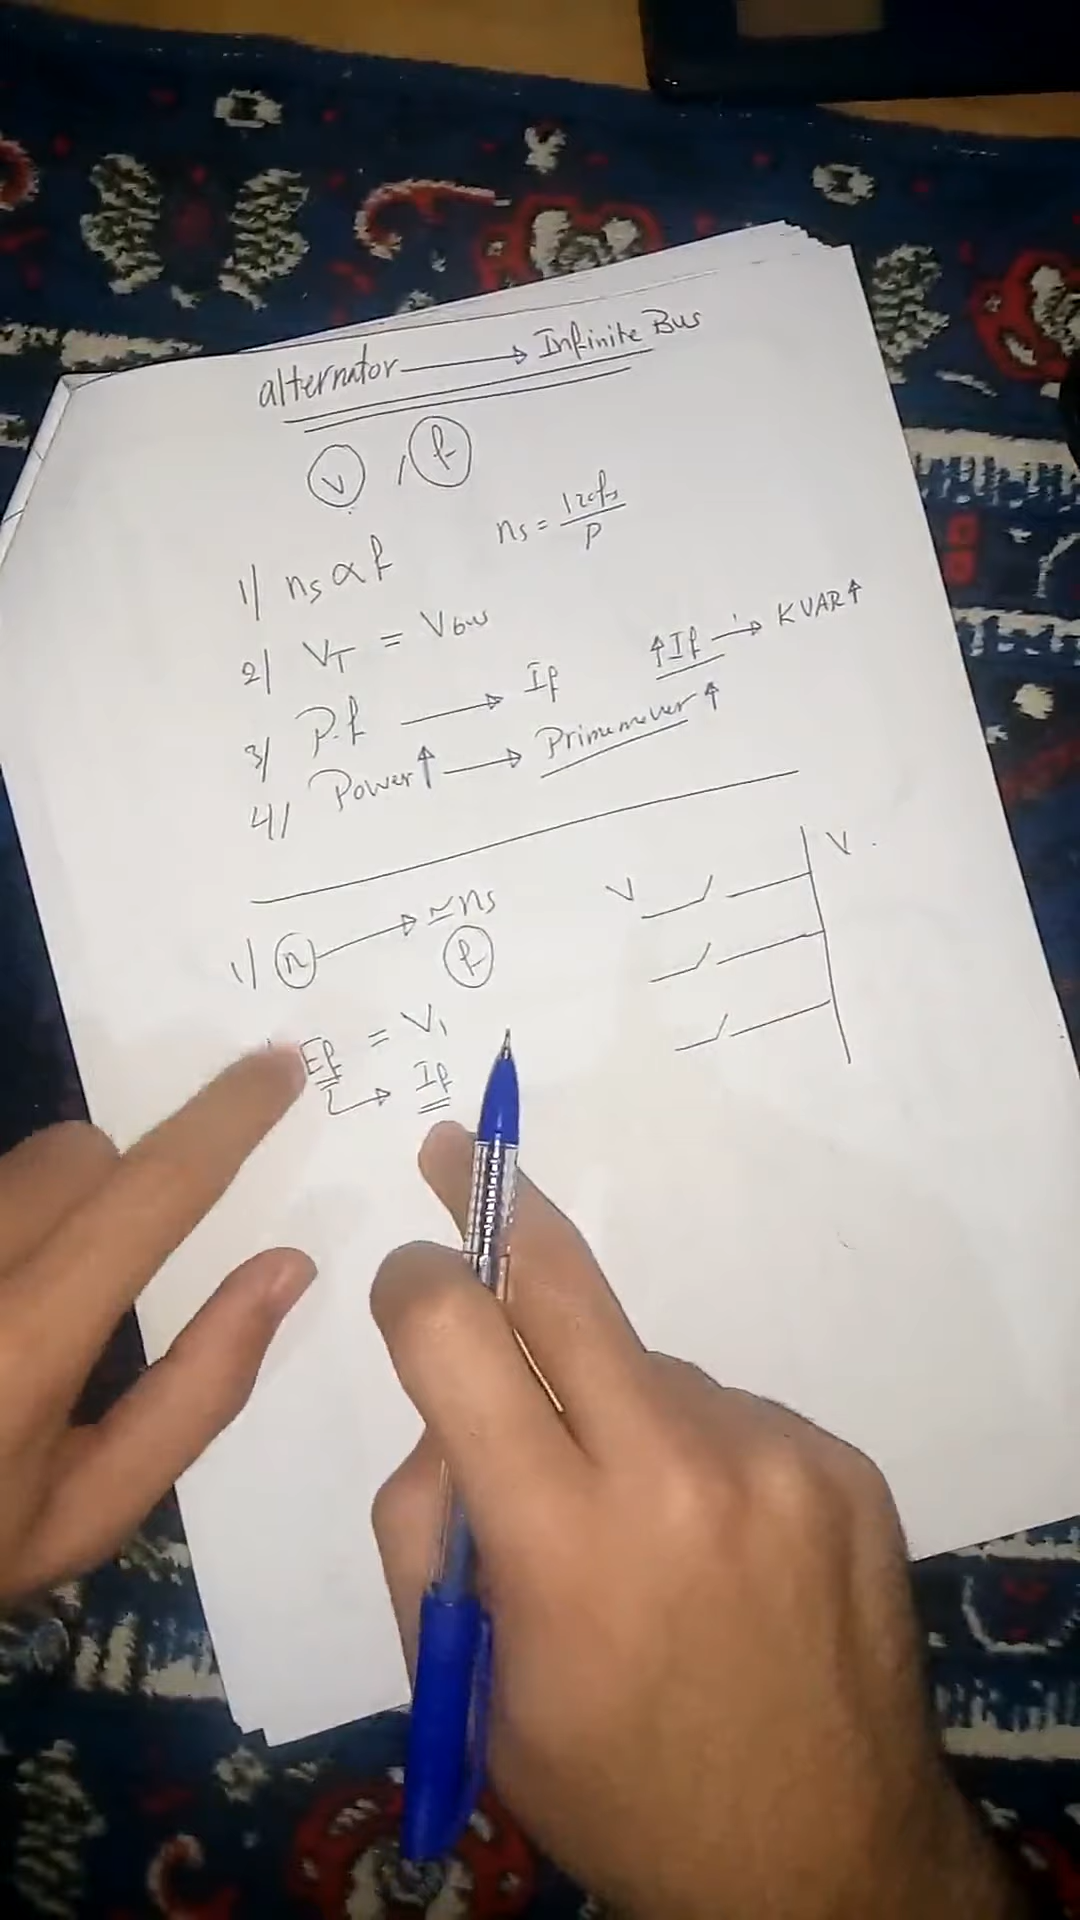 alternator → Infinite Bus
V , f
ns = 120fs / P
1) ns α f
2) VT = Vbus
3) P.f → If ↑If → KVAR↑
4) Power↑ → Primemover↑
1) n → ~ns
f
Ef = V1
↳ If
V V